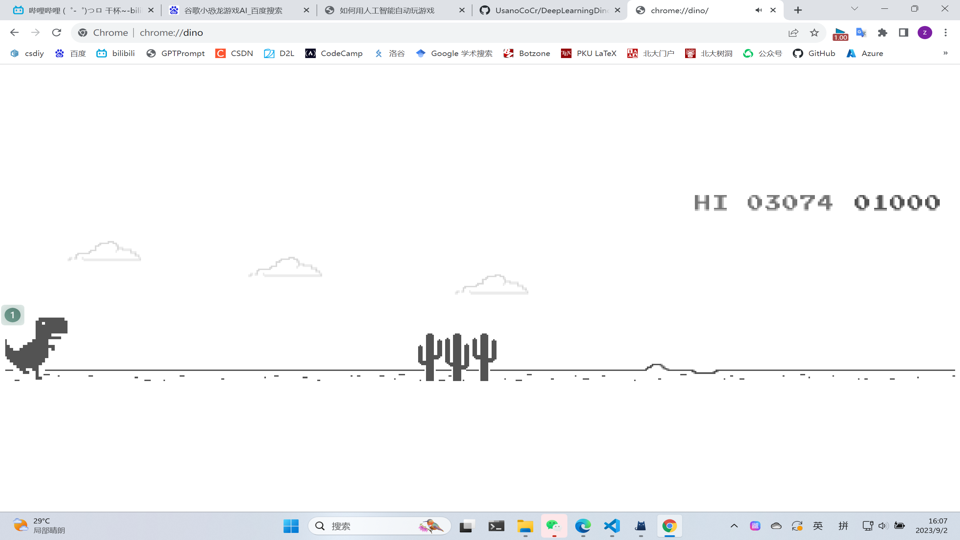 哔哩哔哩 (゜-゜)つロ 干杯~-bili
谷歌小恐龙游戏AI_百度搜索
如何用人工智能自动玩游戏
UsanoCoCr/DeepLearningDin
chrome://dino/
Chrome
chrome://dino
1.00
z
csdiy
百度
bilibili
GPTPrompt
CSDN
D2L
CodeCamp
洛谷
Google 学术搜索
Botzone
PKU LaTeX
北大门户
北大树洞
公众号
GitHub
Azure
»
HI 03074 01000
1
29°C
局部晴朗
搜索
英
拼
16:07
2023/9/2